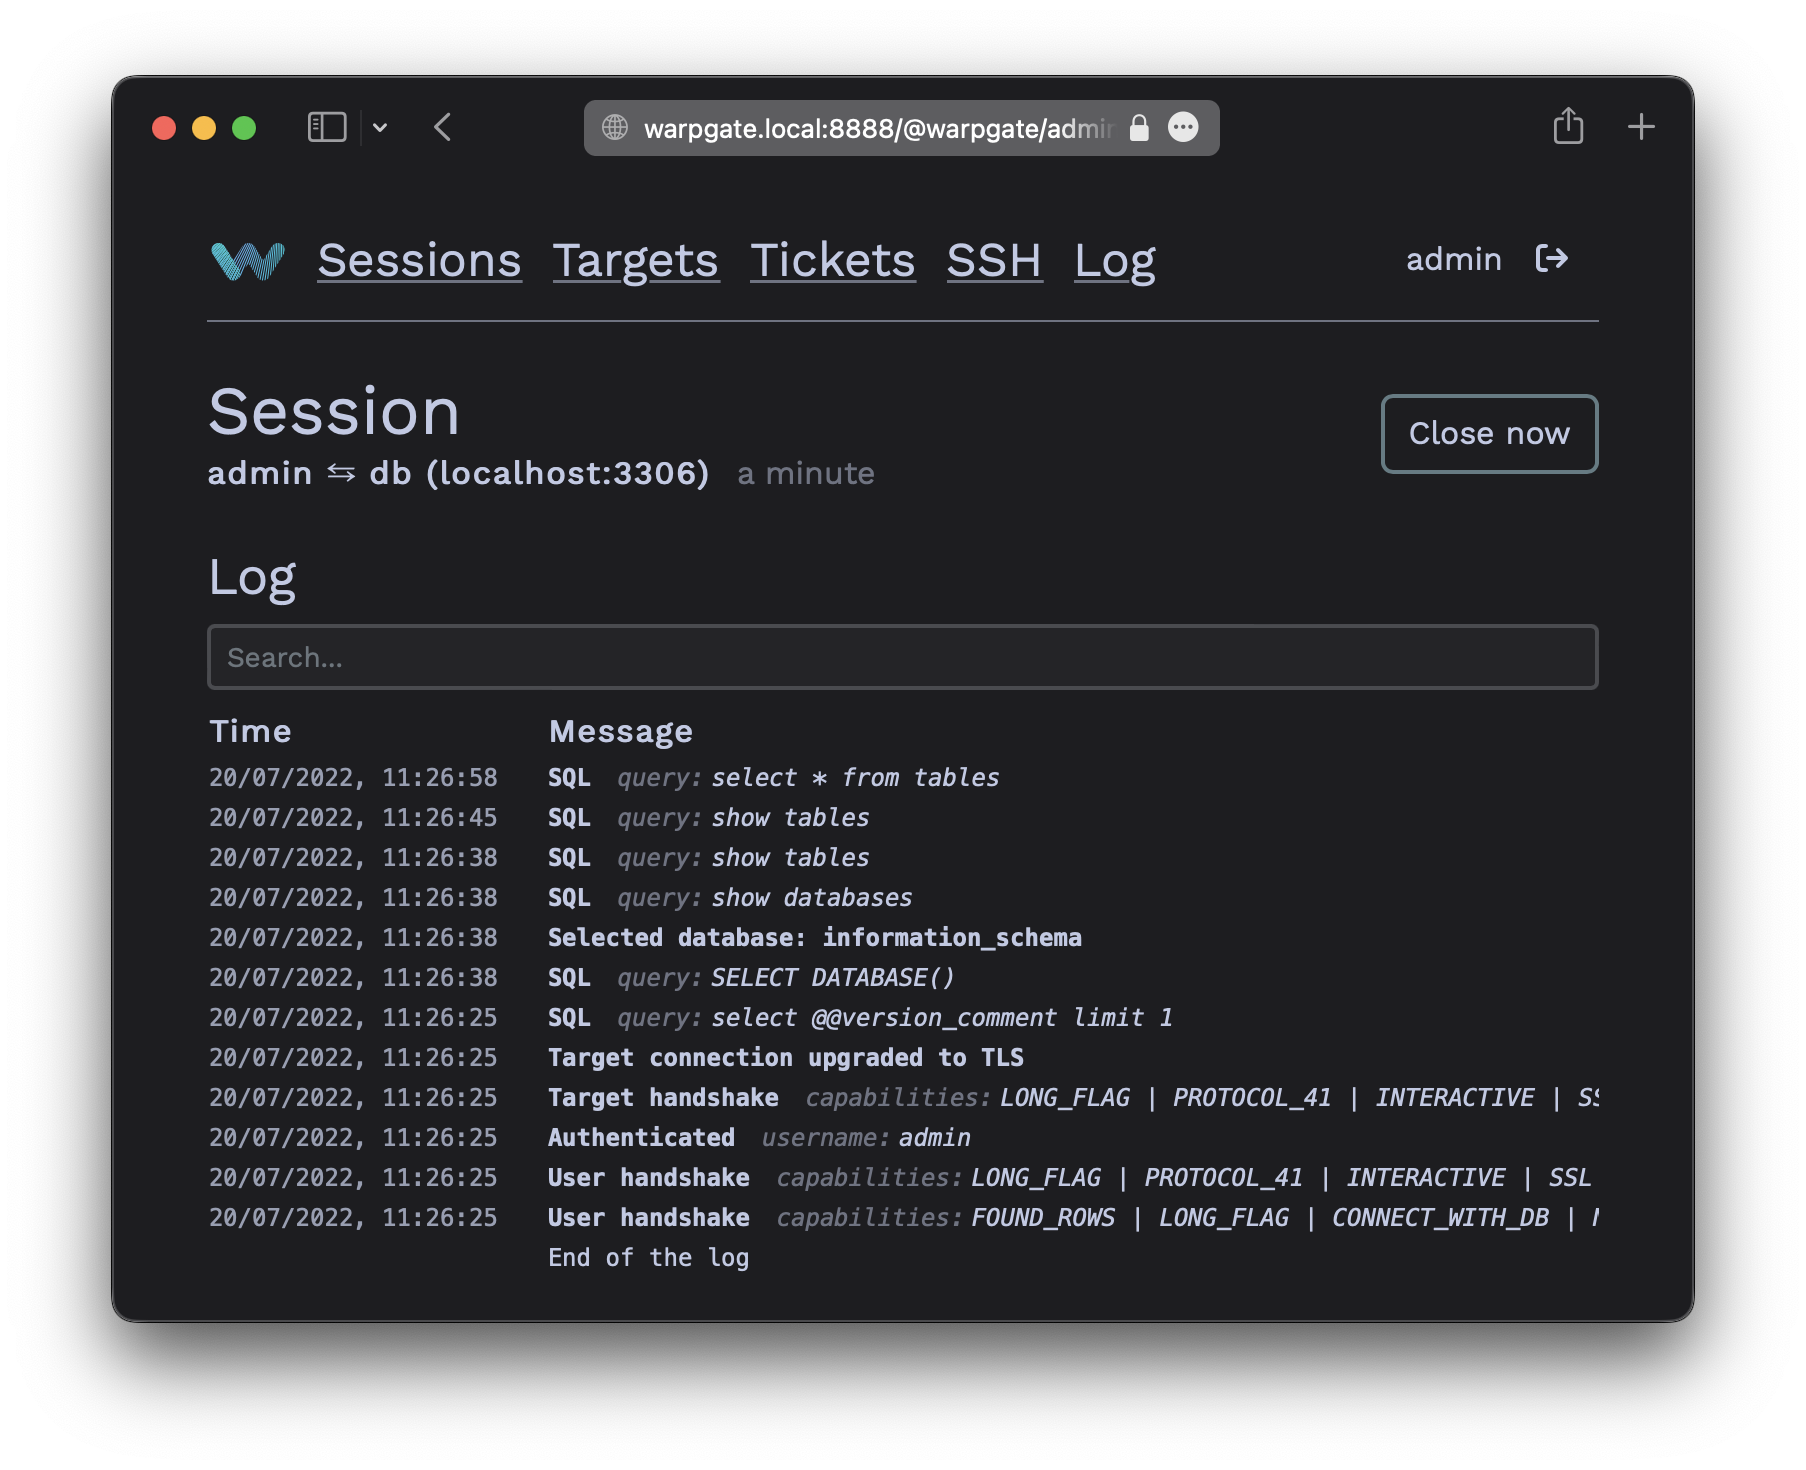 warpgate.local:8888/@warpgate/admin
Sessions Targets Tickets SSH Log admin
Session
Close now
admin ⇆ db (localhost:3306) a minute
Log
Search...
Time Message
20/07/2022, 11:26:58 SQL query: select * from tables
20/07/2022, 11:26:45 SQL query: show tables
20/07/2022, 11:26:38 SQL query: show tables
20/07/2022, 11:26:38 SQL query: show databases
20/07/2022, 11:26:38 Selected database: information_schema
20/07/2022, 11:26:38 SQL query: SELECT DATABASE()
20/07/2022, 11:26:25 SQL query: select @@version_comment limit 1
20/07/2022, 11:26:25 Target connection upgraded to TLS
20/07/2022, 11:26:25 Target handshake capabilities: LONG_FLAG | PROTOCOL_41 | INTERACTIVE |
20/07/2022, 11:26:25 Authenticated username: admin
20/07/2022, 11:26:25 User handshake capabilities: LONG_FLAG | PROTOCOL_41 | INTERACTIVE | SSL
20/07/2022, 11:26:25 User handshake capabilities: FOUND_ROWS | LONG_FLAG | CONNECT_WITH_DB |
End of the log